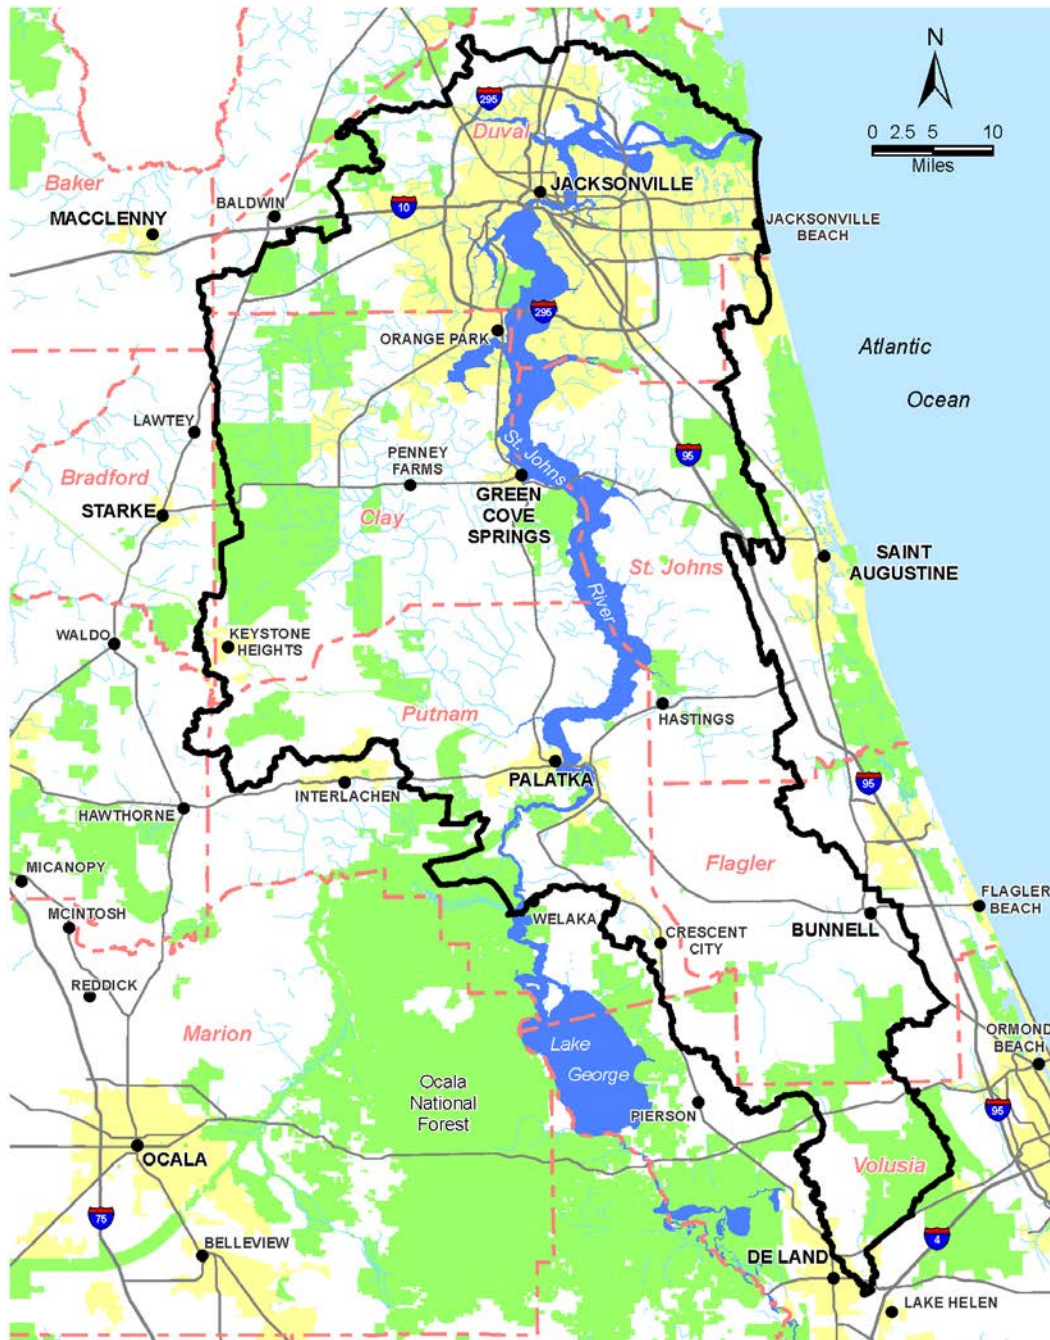 N
0 2.5 5 10
Miles
295
Duval
Baker
MACCLENNY
BALDWIN
10
JACKSONVILLE
JACKSONVILLE
BEACH
295
ORANGE PARK
Atlantic
Ocean
LAWTEY
Bradford
STARKE
PENNEY
FARMS
St. Johns
River
95
GREEN
COVE
SPRINGS
Clay
St. Johns
SAINT
AUGUSTINE
WALDO
KEYSTONE
HEIGHTS
Putnam
HASTINGS
PALATKA
INTERLACHEN
HAWTHORNE
95
MICANOPY
MCINTOSH
REDDICK
Flagler
FLAGLER
BEACH
WELAKA
CRESCENT
CITY
BUNNELL
Marion
Lake
George
ORMOND
BEACH
Ocala
National
Forest
PIERSON
95
OCALA
Volusia
75
BELLEVIEW
4
DE LAND
LAKE HELEN